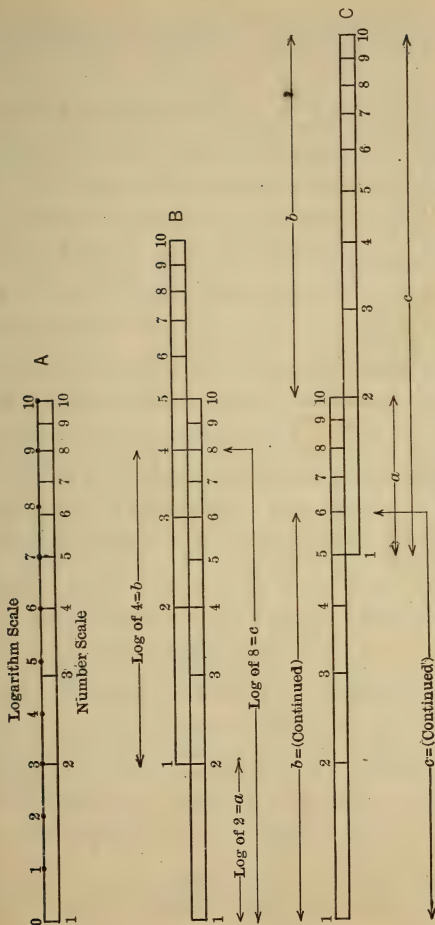 A
Logarithm Scale
0 1 2 3 4 5 6 7 8 9 10
1 2 3 4 5 6 7 8 9 10
Number Scale
B
Log of 4=b
1 2 3 4 5 6 7 8 9 10
1 2 3 4 5 6 7 8 9 10
Log of 2=a
Log of 8=c
C
b=(Continued)
b
1 2 3 4 5 6 7 8 9 10
1 2 3 4 5 6 7 8 9 10
a
c
c=(Continued)